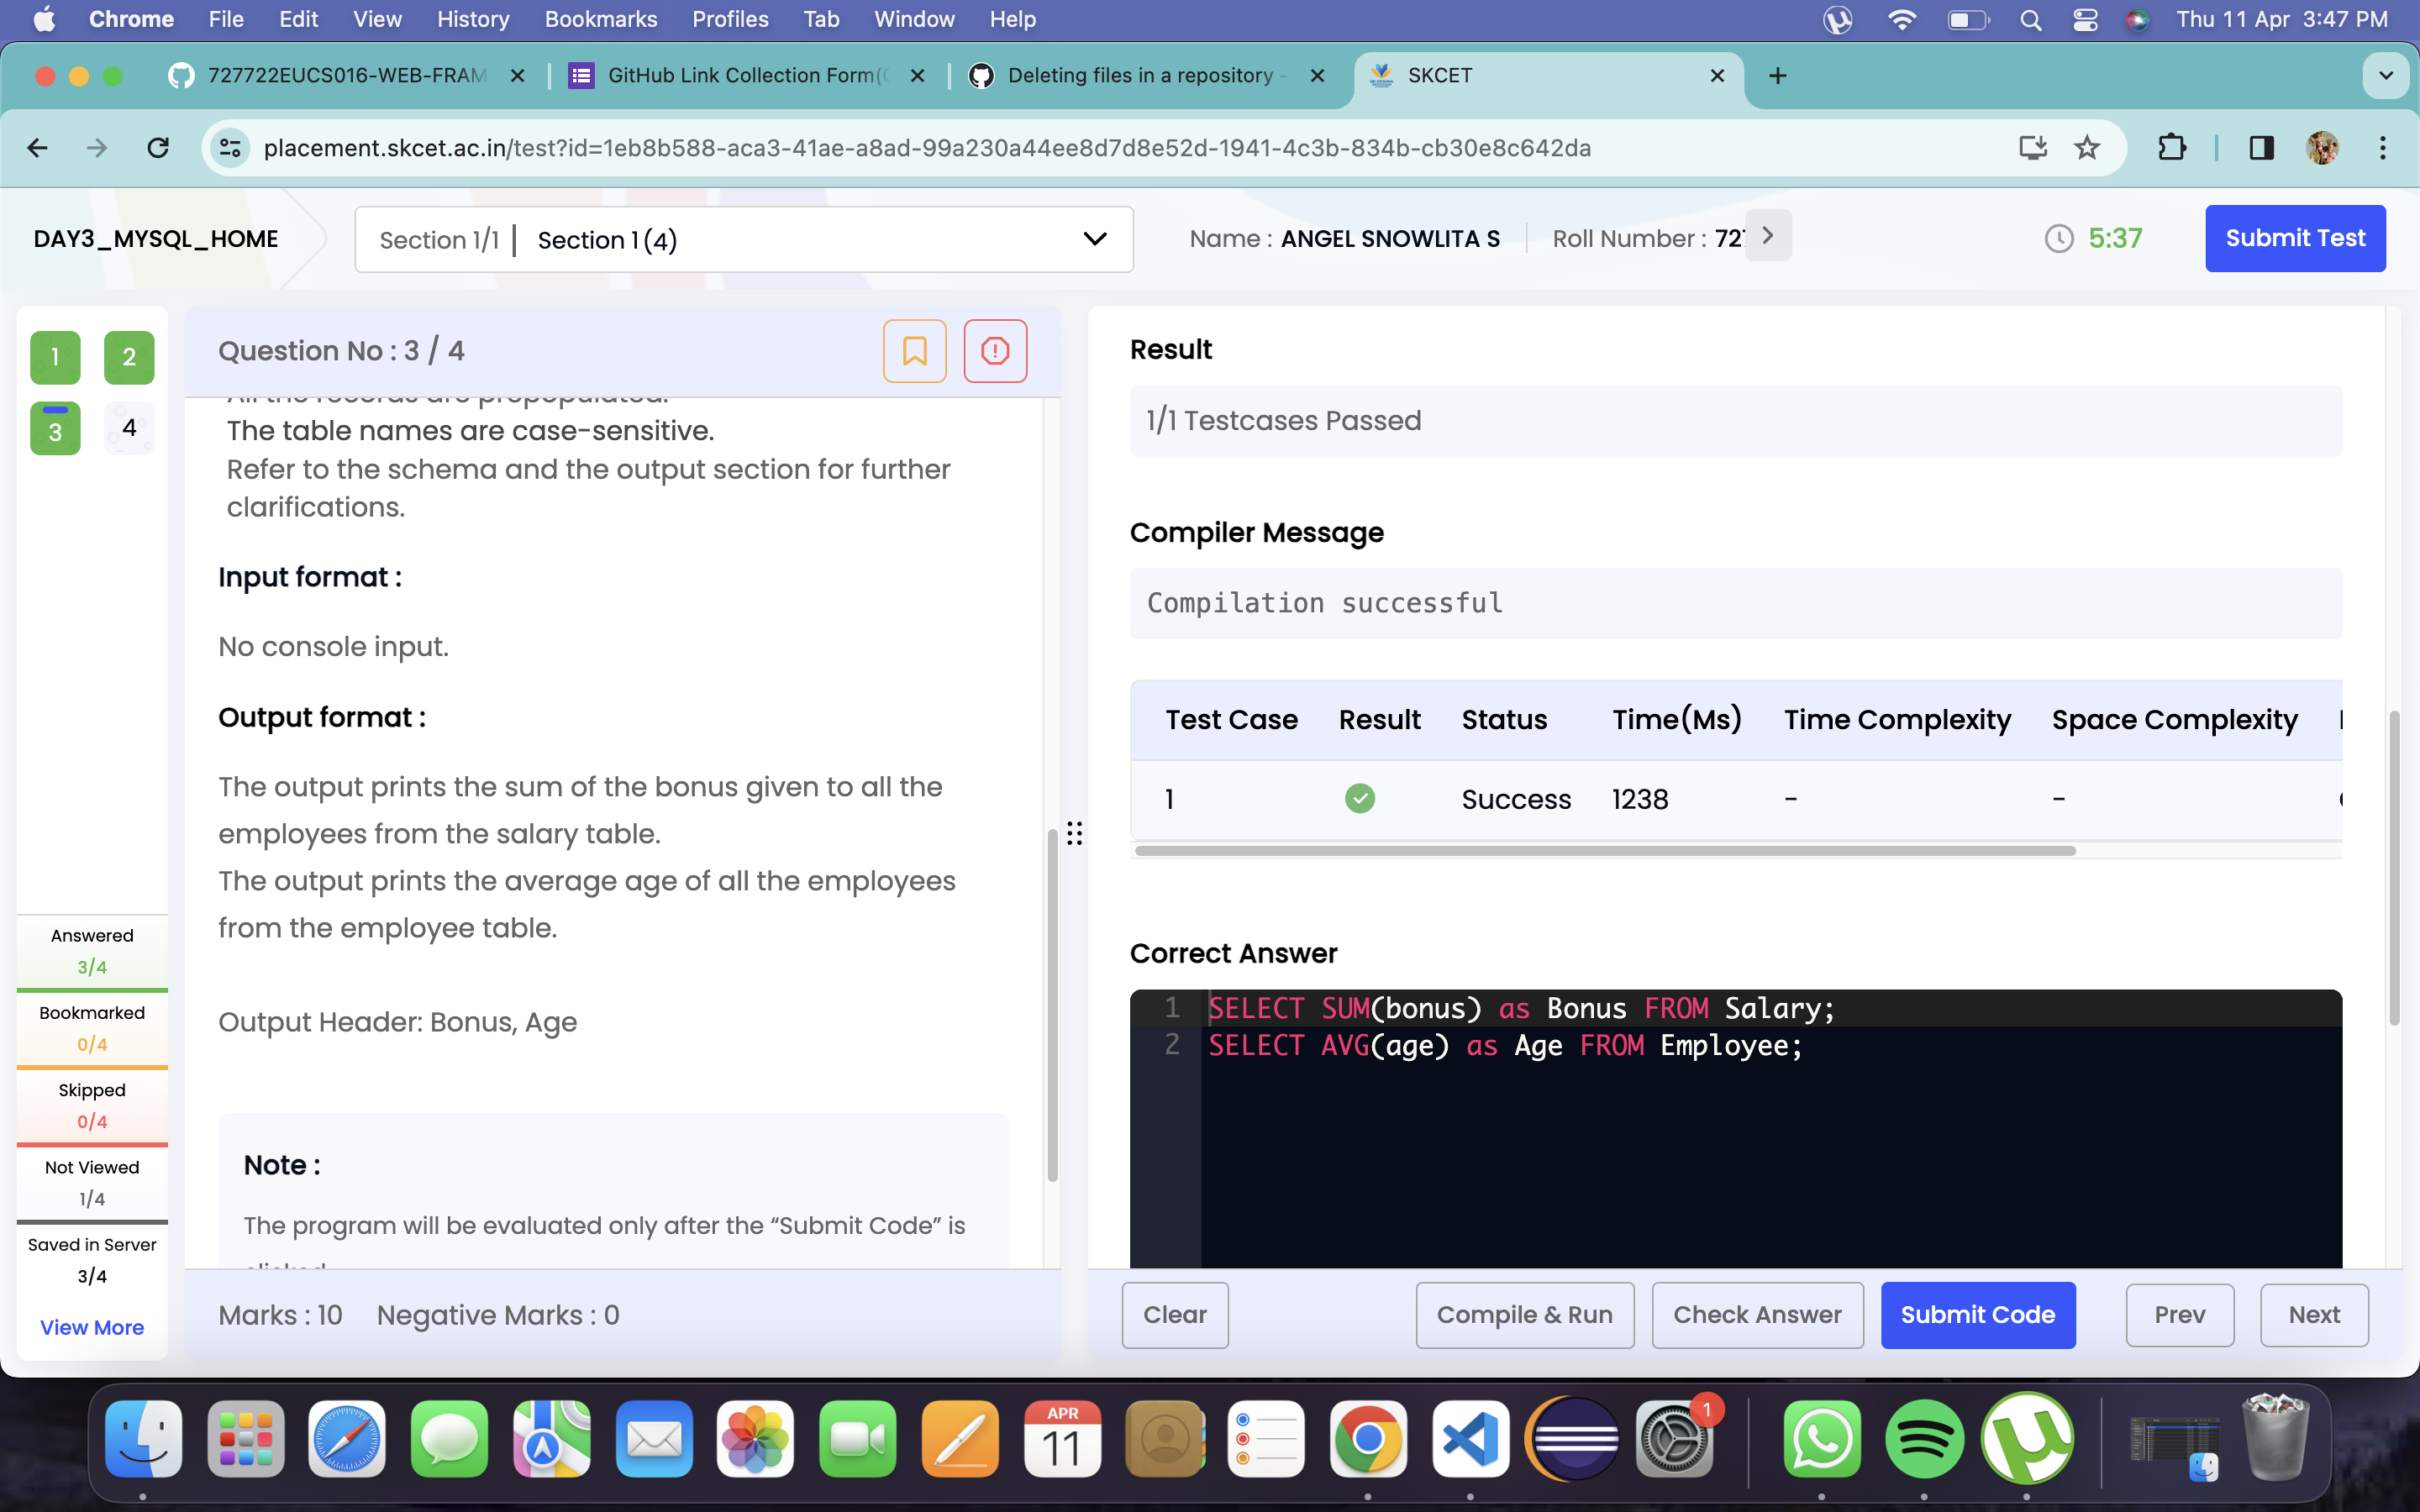 Chrome File Edit View History Bookmarks Profiles Tab Window Help Thu 11 Apr 3:47 PM
727722EUCS016-WEB-FRAM GitHub Link Collection Form( Deleting files in a repository SKCET
placement.skcet.ac.in/test?id=1eb8b588-aca3-41ae-a8ad-99a230a44ee8d7d8e52d-1941-4c3b-834b-cb30e8c642da
DAY3_MYSQL_HOME Section 1/1 | Section 1 (4) Name : ANGEL SNOWLITA S Roll Number : 727 5:37 Submit Test
1 2
3 4
Answered
3/4
Bookmarked
0/4
Skipped
0/4
Not Viewed
1/4
Saved in Server
3/4
View More
Question No : 3 / 4
All the records are prepopulated.
The table names are case-sensitive.
Refer to the schema and the output section for further
clarifications.
Input format :
No console input.
Output format :
The output prints the sum of the bonus given to all the
employees from the salary table.
The output prints the average age of all the employees
from the employee table.
Output Header: Bonus, Age
Note :
The program will be evaluated only after the “Submit Code” is
clicked
Marks : 10 Negative Marks : 0
Result
1/1 Testcases Passed
Compiler Message
Compilation successful
Test Case Result Status Time(Ms) Time Complexity Space Complexity
1 Success 1238 - -
Correct Answer
1 SELECT SUM(bonus) as Bonus FROM Salary;
2 SELECT AVG(age) as Age FROM Employee;
Clear Compile & Run Check Answer Submit Code Prev Next
APR
11
1